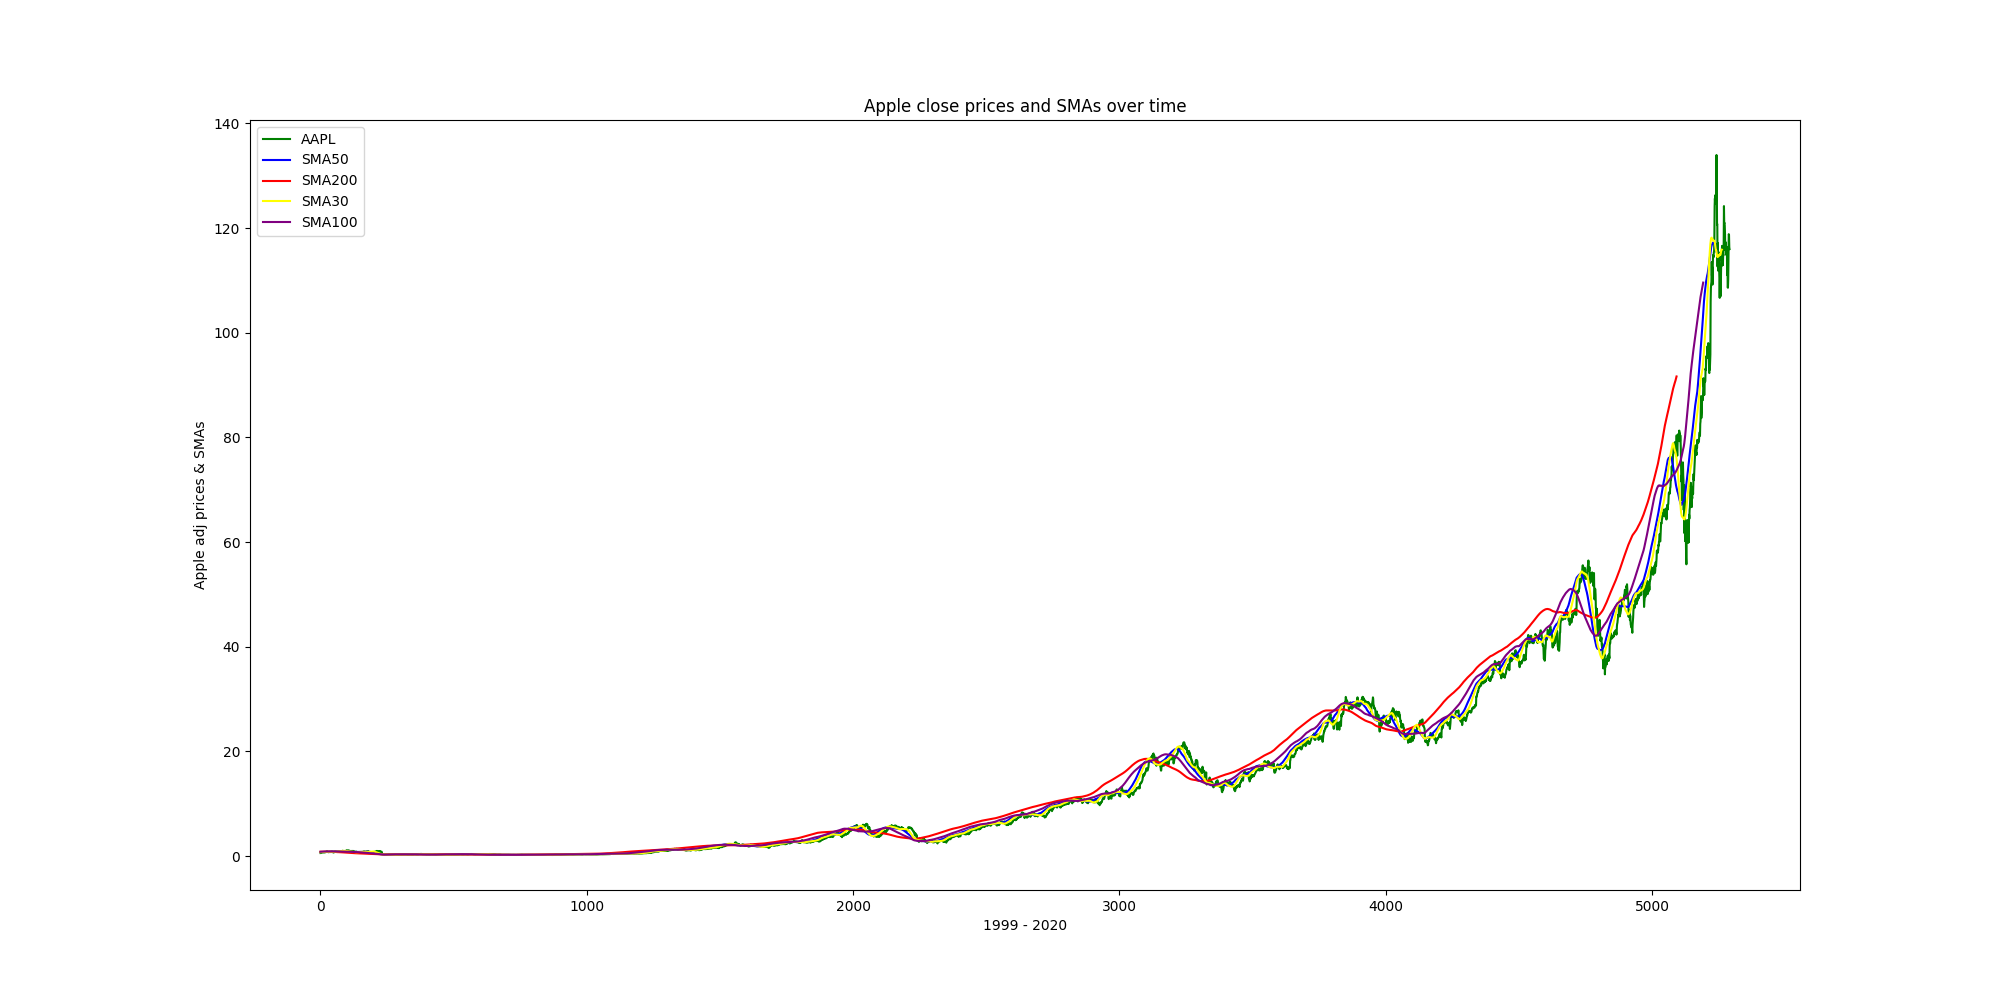 Apple close prices and SMAs over time
AAPL
SMA50
SMA200
SMA30
SMA100
140
120
100
80
60
40
20
0
Apple adj prices & SMAs
0 1000 2000 3000 4000 5000
1999 - 2020